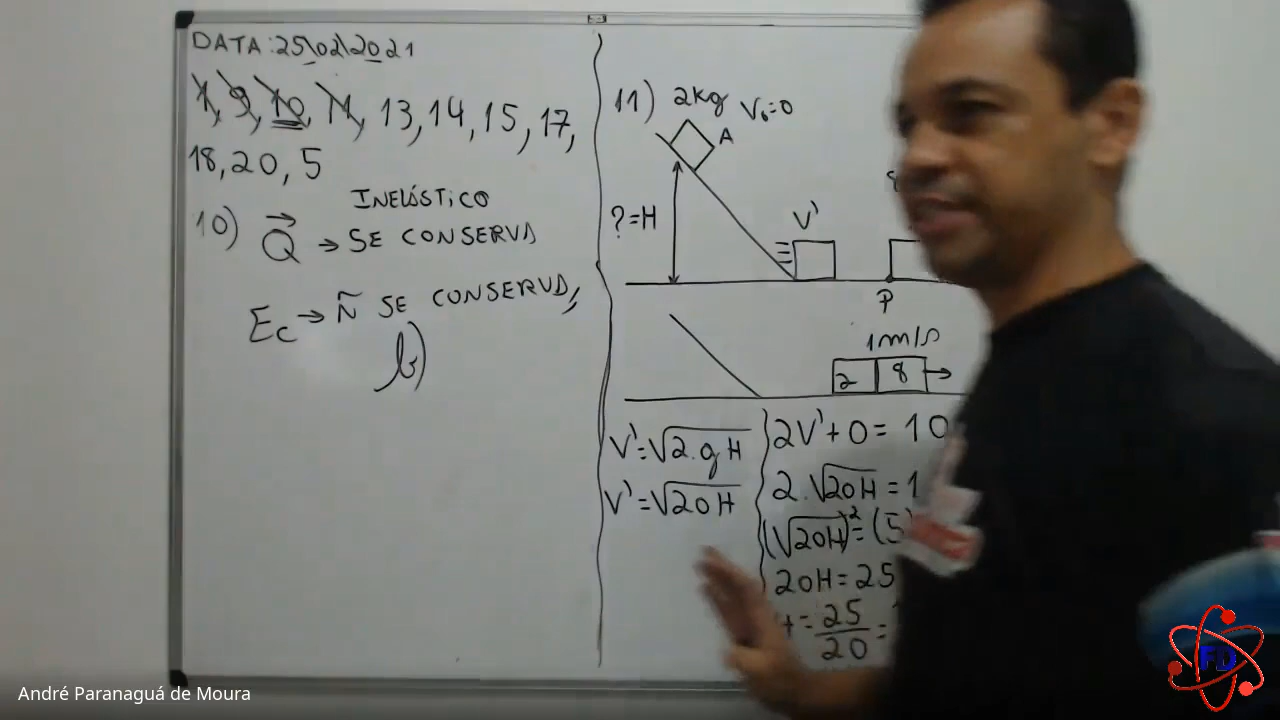 DATA: 25\02\2021
1, 9, 10, 11, 13, 14, 15, 17,
18, 20, 5
INELÁSTICO
10) Q → SE CONSERVA
Ec → Ñ SE CONSERVA,
b)
11) 2kg V₀=0
A
?=H
V'
P
1m/s
2 8
V'=√2.gH
V'=√20H
2V'+0= 10
2.√20H = 1
(√20H)²=(5)
20H=25
H=25/20=
André Paranaguá de Moura
FD